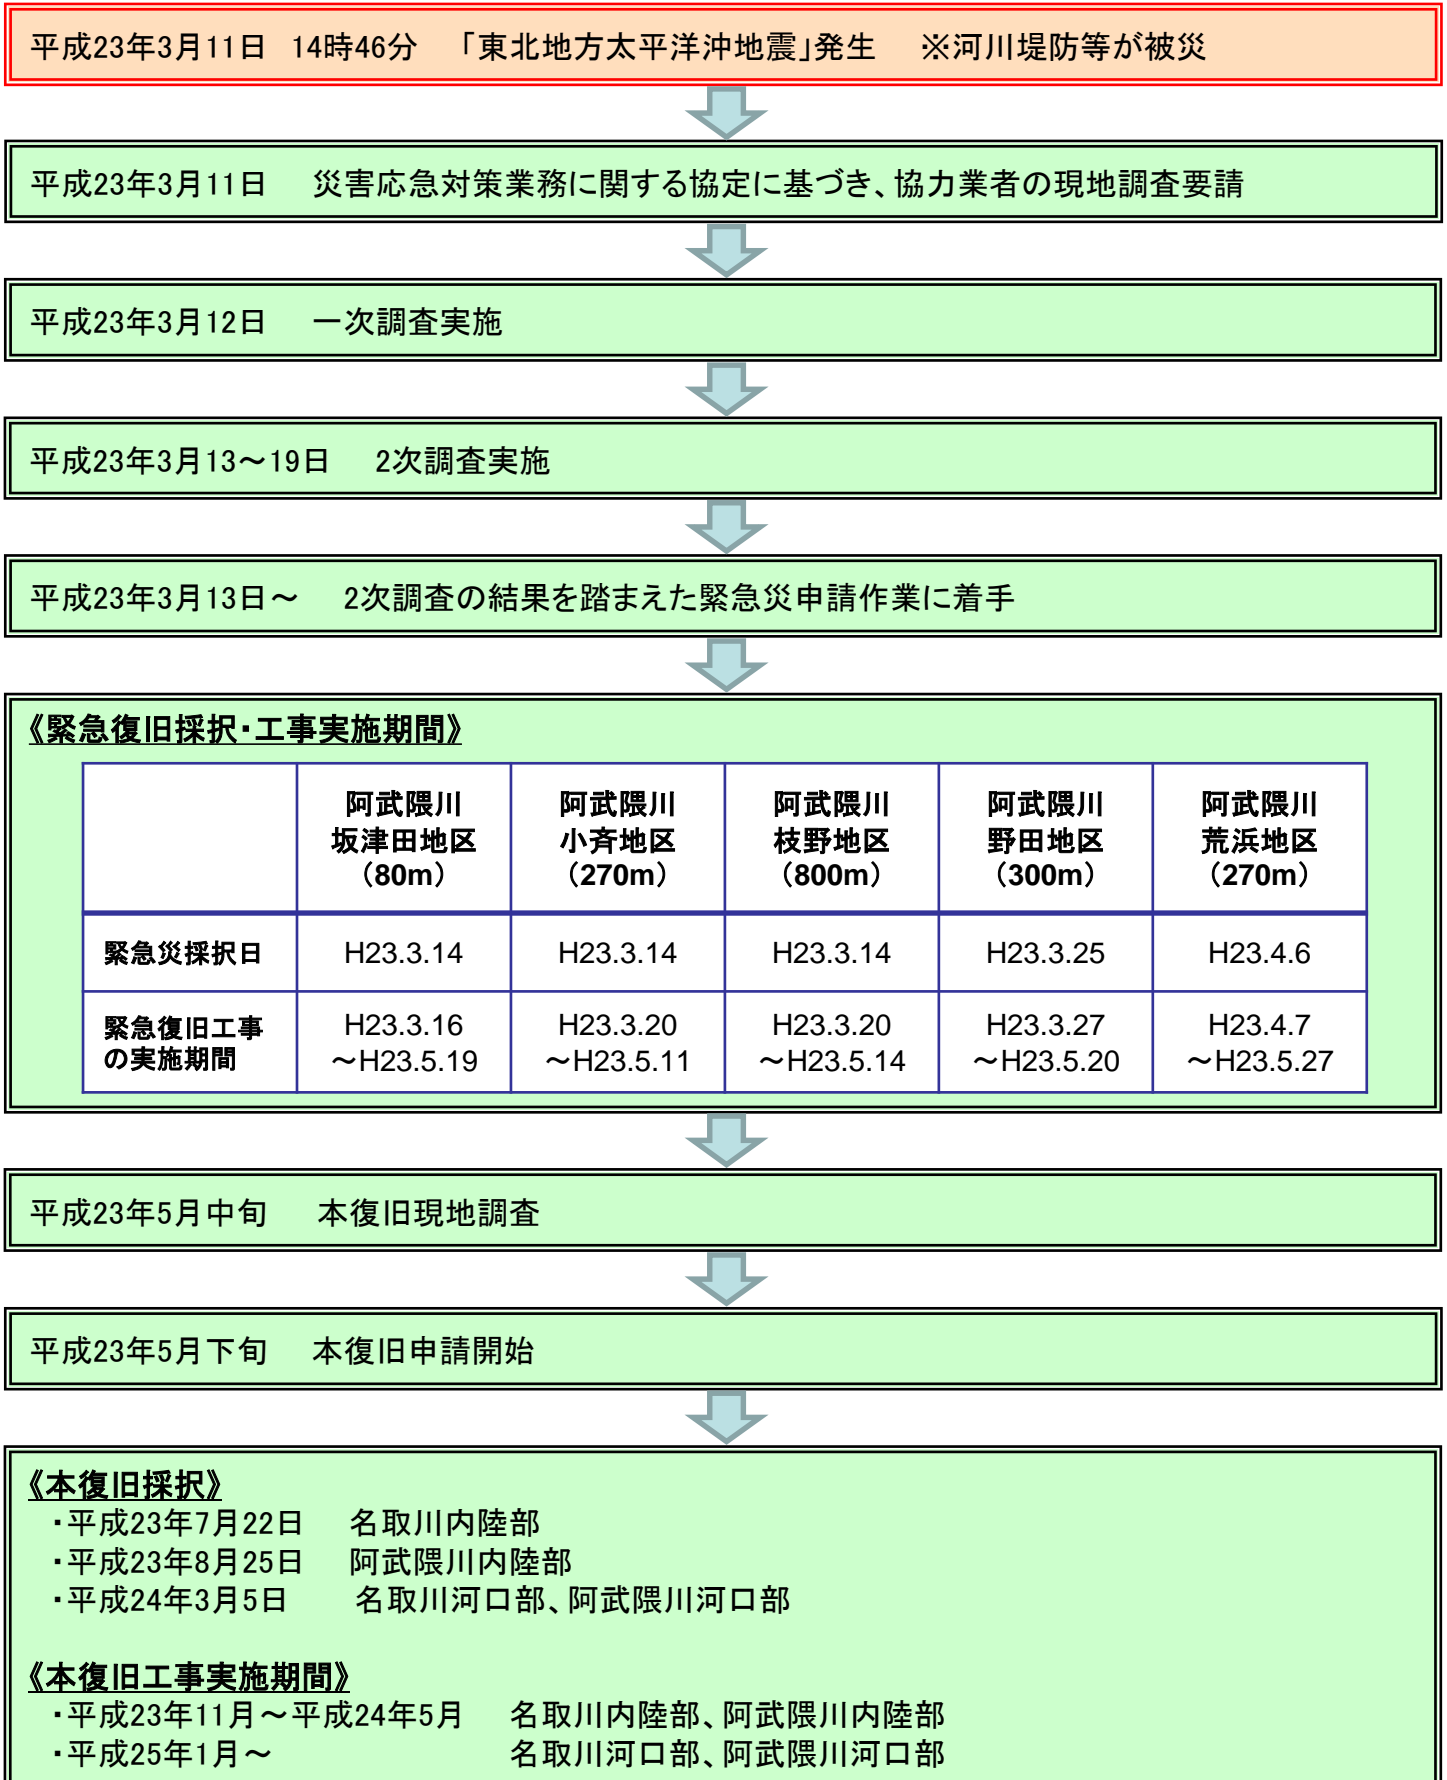 平成23年3月11日　14時46分　「東北地方太平洋沖地震」発生　※河川堤防等が被災
平成23年3月11日　災害応急対策業務に関する協定に基づき、協力業者の現地調査要請
平成23年3月12日　一次調査実施
平成23年3月13～19日　2次調査実施
平成23年3月13日～　2次調査の結果を踏まえた緊急災申請作業に着手
《緊急復旧採択・工事実施期間》
阿武隈川 阿武隈川 阿武隈川 阿武隈川 阿武隈川
坂津田地区 小斉地区 枝野地区 野田地区 荒浜地区
（80m） （270m） （800m） （300m） （270m）
緊急災採択日 H23.3.14 H23.3.14 H23.3.14 H23.3.25 H23.4.6
緊急復旧工事 H23.3.16 H23.3.20 H23.3.20 H23.3.27 H23.4.7
の実施期間 ～H23.5.19 ～H23.5.11 ～H23.5.14 ～H23.5.20 ～H23.5.27
平成23年5月中旬　本復旧現地調査
平成23年5月下旬　本復旧申請開始
《本復旧採択》
・平成23年7月22日　名取川内陸部
・平成23年8月25日　阿武隈川内陸部
・平成24年3月5日　名取川河口部、阿武隈川河口部
《本復旧工事実施期間》
・平成23年11月～平成24年5月　名取川内陸部、阿武隈川内陸部
・平成25年1月～　名取川河口部、阿武隈川河口部